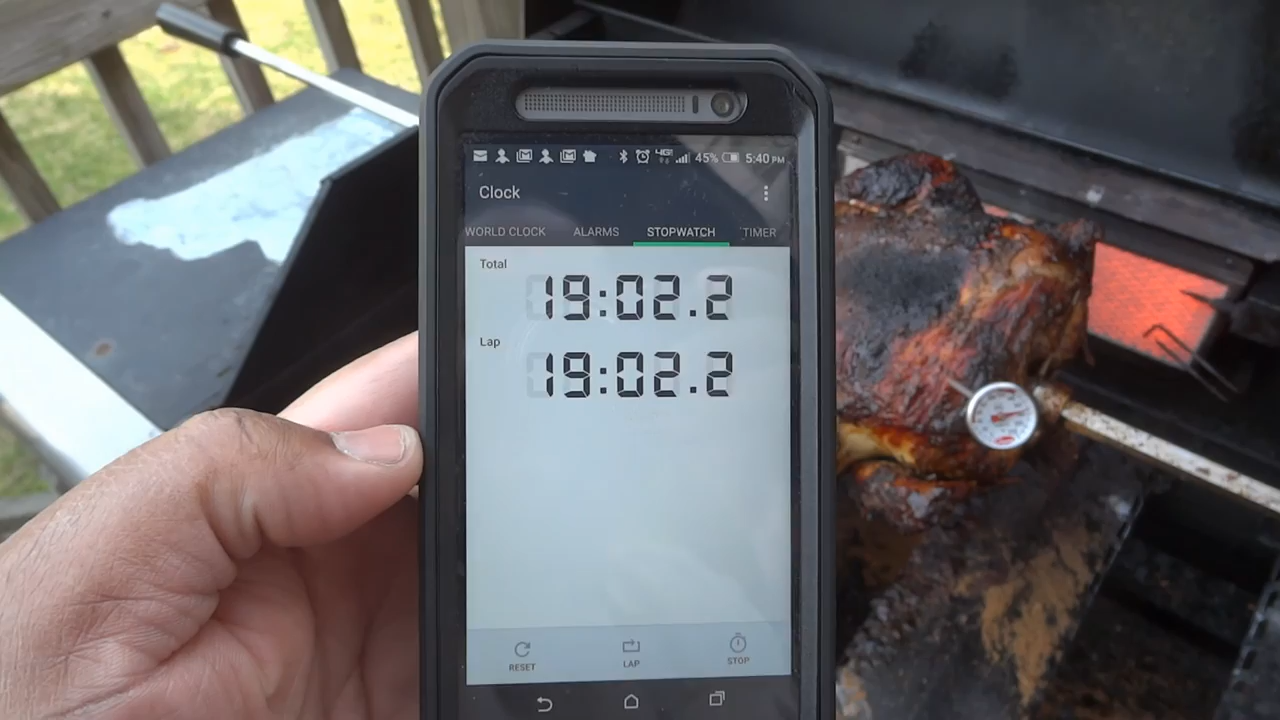 45% 5:40 PM
Clock
WORLD CLOCK ALARMS STOPWATCH TIMER
Total
19:02.2
Lap
19:02.2
RESET LAP STOP